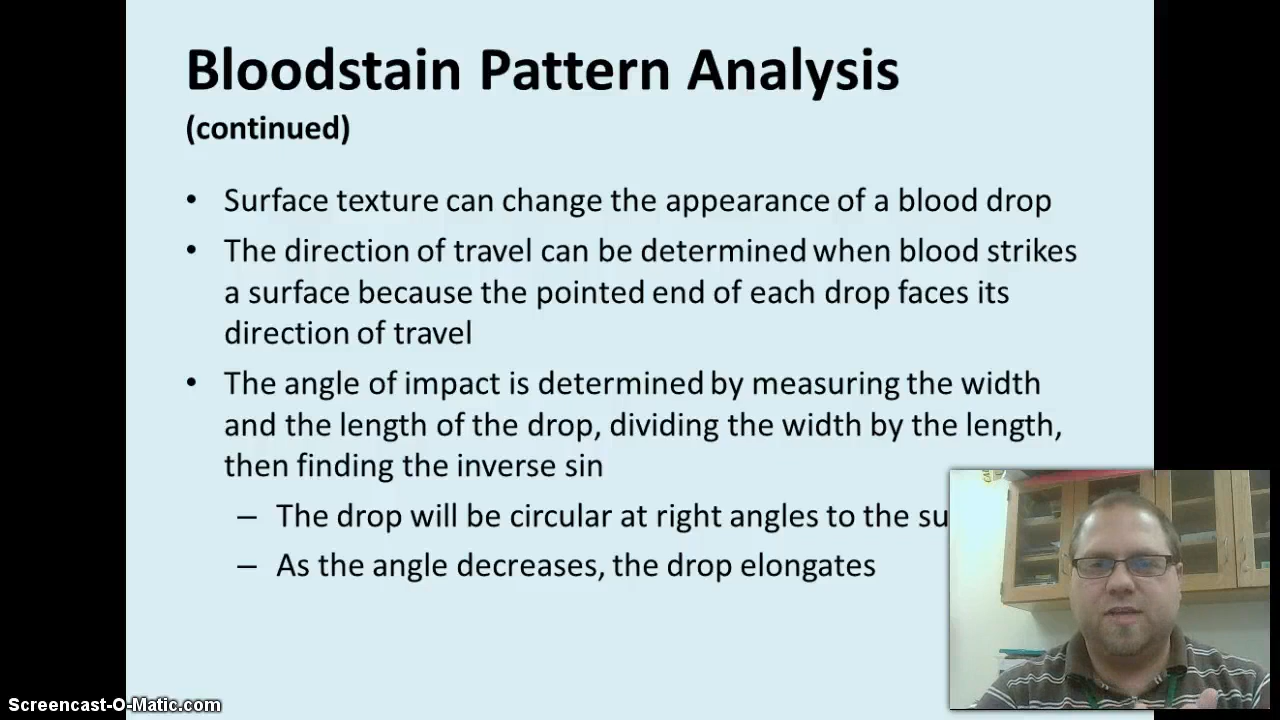 Bloodstain Pattern Analysis
(continued)
• Surface texture can change the appearance of a blood drop
• The direction of travel can be determined when blood strikes
a surface because the pointed end of each drop faces its
direction of travel
• The angle of impact is determined by measuring the width
and the length of the drop, dividing the width by the length,
then finding the inverse sin
– The drop will be circular at right angles to the su
– As the angle decreases, the drop elongates
Screencast-O-Matic.com